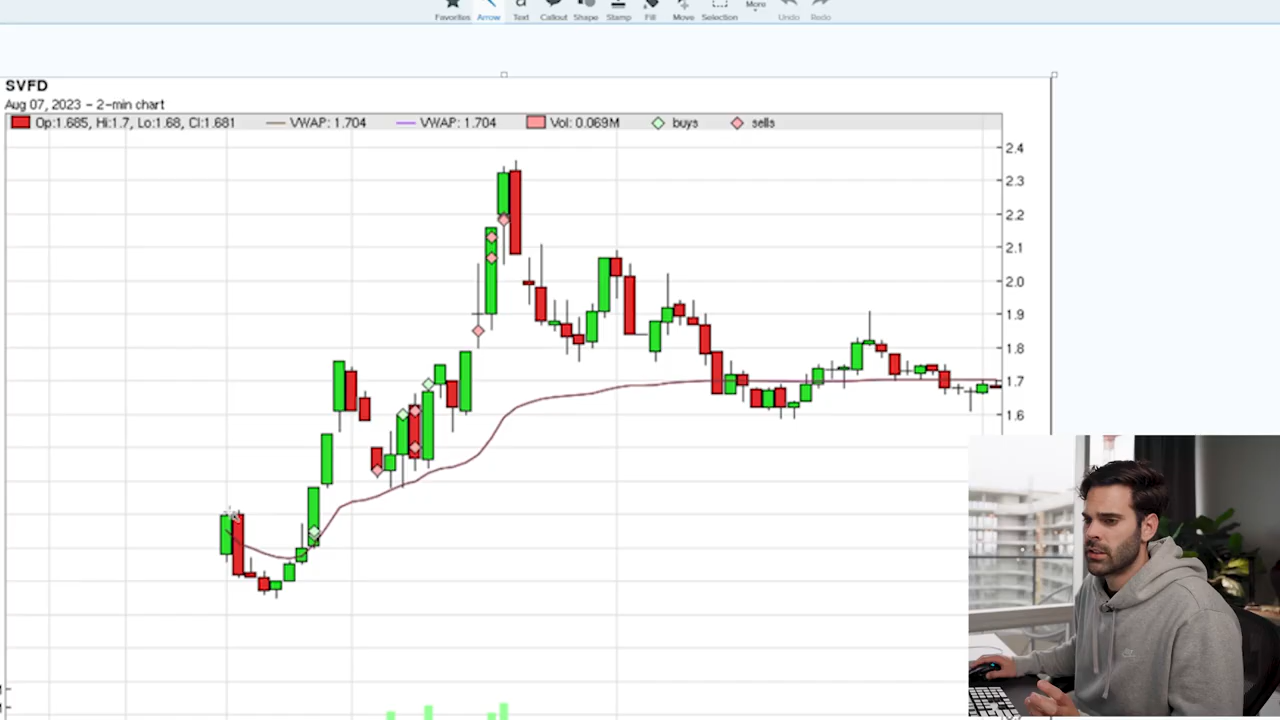 Favorites Arrow Text Callout Shape Stamp Fill Move Selection More Undo Redo
SVFD
Aug 07, 2023 - 2-min chart
Op:1.685, Hi:1.7, Lo:1.68, Cl:1.681 VWAP: 1.704 VWAP: 1.704 Vol: 0.069M buys sells
2.4
2.3
2.2
2.1
2.0
1.9
1.8
1.7
1.6